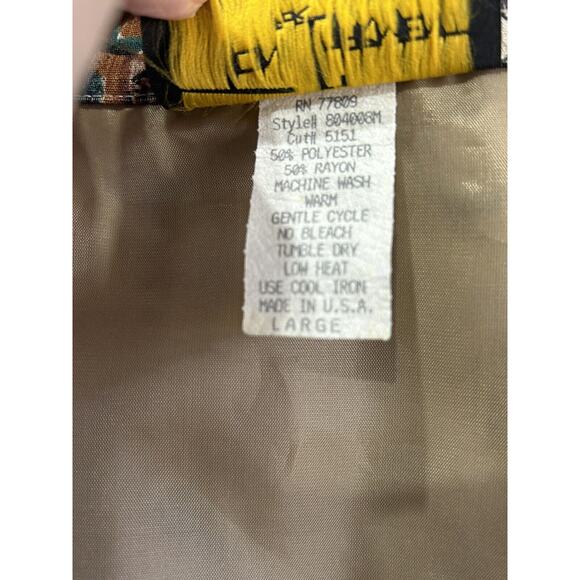 RN 77809
Style# 804008M
Cut# 5151
50% POLYESTER
50% RAYON
MACHINE WASH
WARM
GENTLE CYCLE
NO BLEACH
TUMBLE DRY
LOW HEAT
USE COOL IRON
MADE IN U.S.A.
LARGE